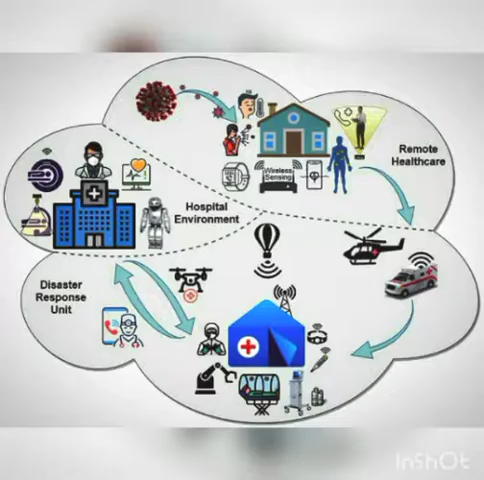 Remote
Healthcare
Wireless
Sensing
Hospital
Environment
Disaster
Response
Unit
InShOt